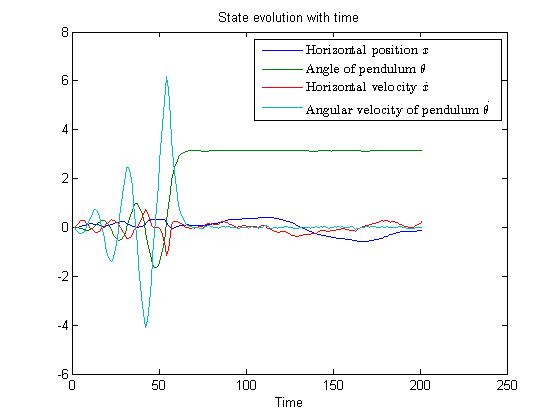 State evolution with time
8
6
4
2
0
-2
-4
-6
0 50 100 150 200 250
Time
Horizontal position x
Angle of pendulum θ
Horizontal velocity ẋ
Angular velocity of pendulum θ̇